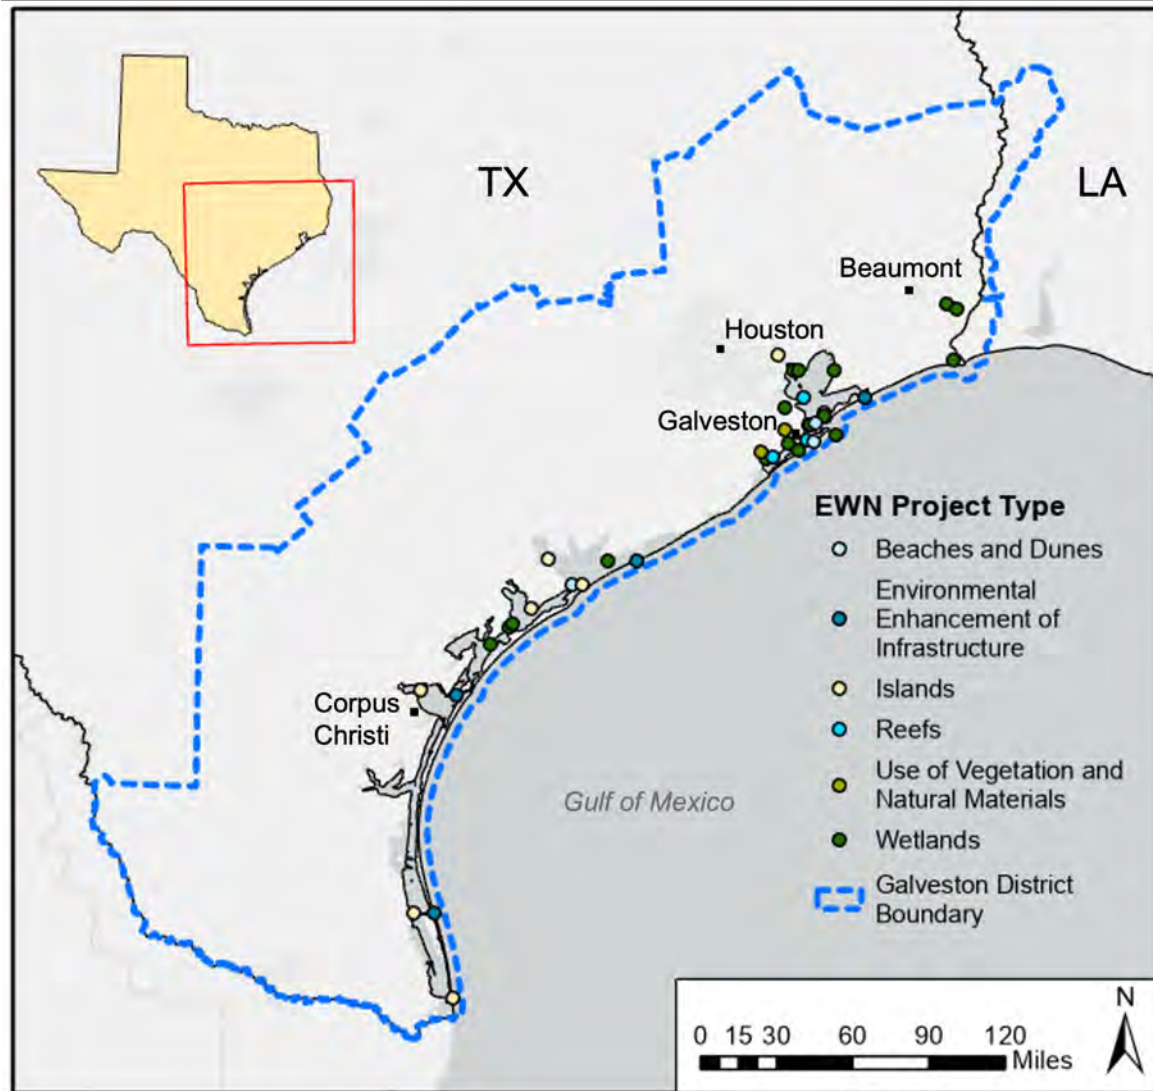 TX
LA
Beaumont
Houston
Galveston
EWN Project Type
Beaches and Dunes
Environmental
Enhancement of
Infrastructure
Islands
Reefs
Use of Vegetation and
Natural Materials
Wetlands
Galveston District
Boundary
Corpus
Christi
Gulf of Mexico
N
0 15 30 60 90 120
Miles